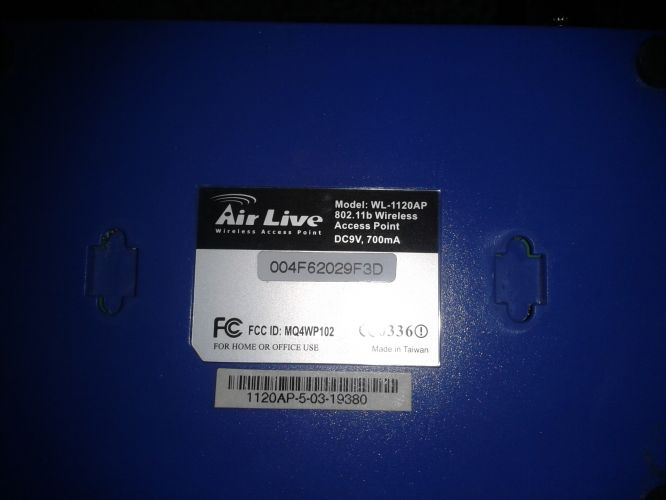 Air Live
Wireless Access Point
Model: WL-1120AP
802.11b Wireless
Access Point
DC9V, 700mA
004F62029F3D
FC FCC ID: MQ4WP102
CE0336
FOR HOME OR OFFICE USE
Made in Taiwan
1120AP-5-03-19380